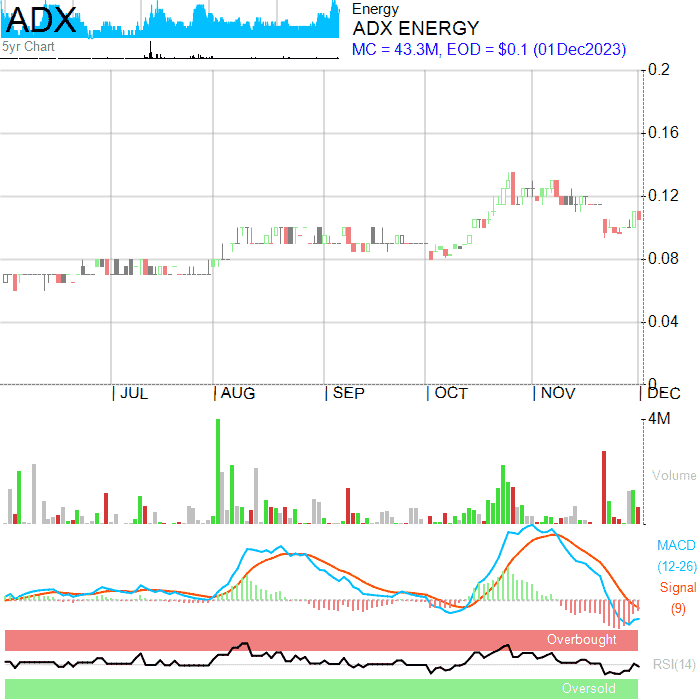 ADX
5yr Chart
Energy
ADX ENERGY
MC = 43.3M, EOD = $0.1 (01Dec2023)
0.2
0.16
0.12
0.08
0.04
0
JUL
AUG
SEP
OCT
NOV
DEC
4M
Volume
MACD
(12-26)
Signal
(9)
Overbought
RSI(14)
Oversold